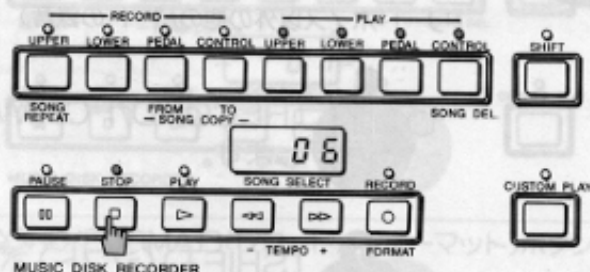 RECORD PLAY
UPPER LOWER PEDAL CONTROL UPPER LOWER PEDAL CONTROL SHIFT
SONG REPEAT FROM TO SONG DEL.
— SONG COPY —
06
PAUSE STOP PLAY SONG SELECT RECORD CUSTOM PLAY
- TEMPO + FORMAT
MUSIC DISK RECORDER